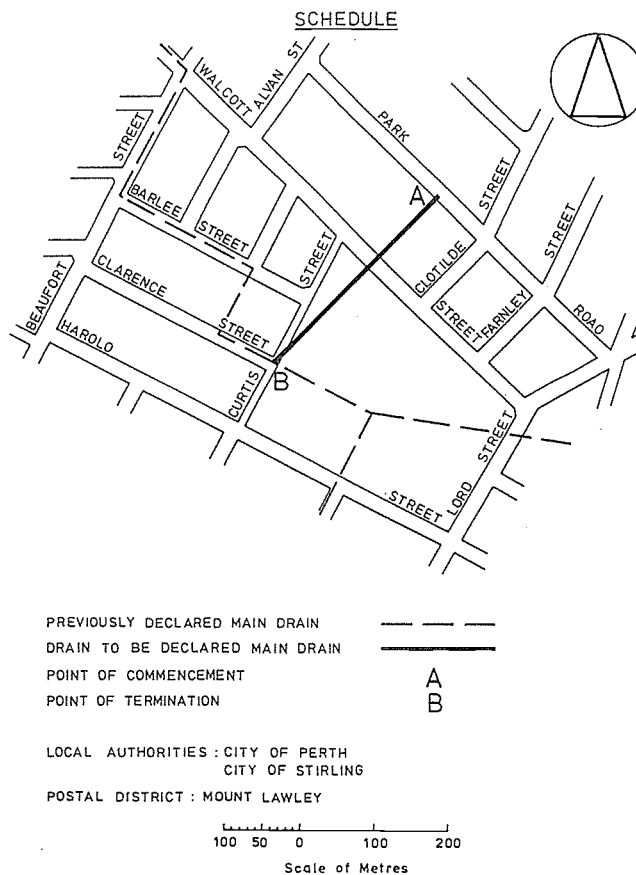 SCHEDULE
WALCOTT
ALVAN ST
PARK
STREET
BARLEE
STREET
STREET
STREET
STREET
CLARENCE
STREET
CLOTILDE
STREET
FARNLEY
ROAO
BEAUFORT
HAROLO
CURTIS
STREET
LORD
STREET
A
B
PREVIOUSLY DECLARED MAIN DRAIN
DRAIN TO BE DECLARED MAIN DRAIN
POINT OF COMMENCEMENT A
POINT OF TERMINATION B
LOCAL AUTHORITIES : CITY OF PERTH
CITY OF STIRLING
POSTAL DISTRICT : MOUNT LAWLEY
100 50 0 100 200
Scale of Metres